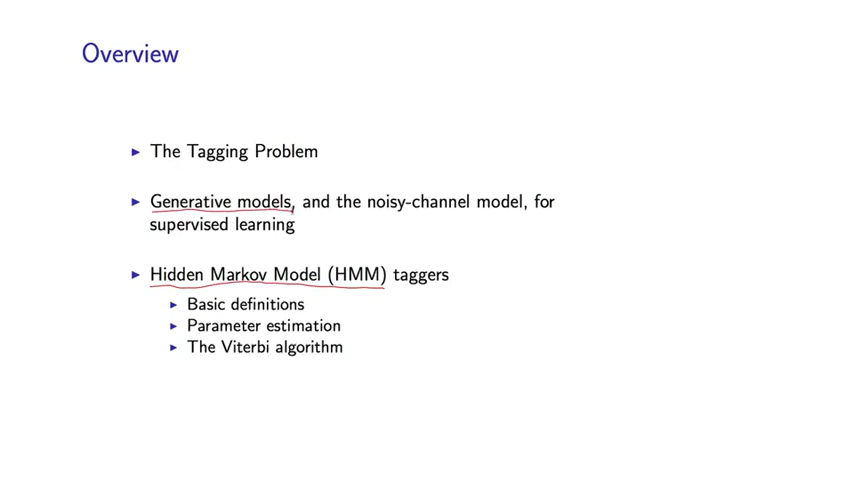 Overview
The Tagging Problem
Generative models, and the noisy-channel model, for
supervised learning
Hidden Markov Model (HMM) taggers
Basic definitions
Parameter estimation
The Viterbi algorithm